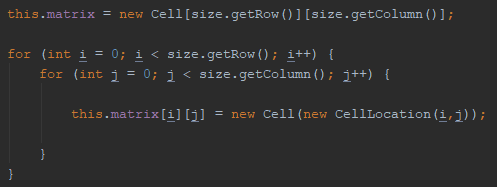 this.matrix = new Cell[size.getRow()][size.getColumn()];
for (int i = 0; i < size.getRow(); i++) {
for (int j = 0; j < size.getColumn(); j++) {
this.matrix[i][j] = new Cell(new CellLocation(i,j));
}
}